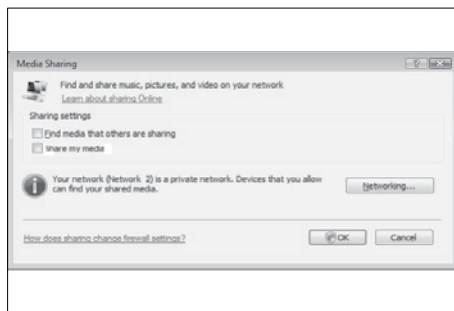 Media Sharing
Find and share music, pictures, and video on your network
Learn about sharing Online
Sharing settings
Find media that others are sharing
Share my media
Your network (Network 2) is a private network. Devices that you allow
can find your shared media.
Networking...
How does sharing change firewall settings?
OK
Cancel